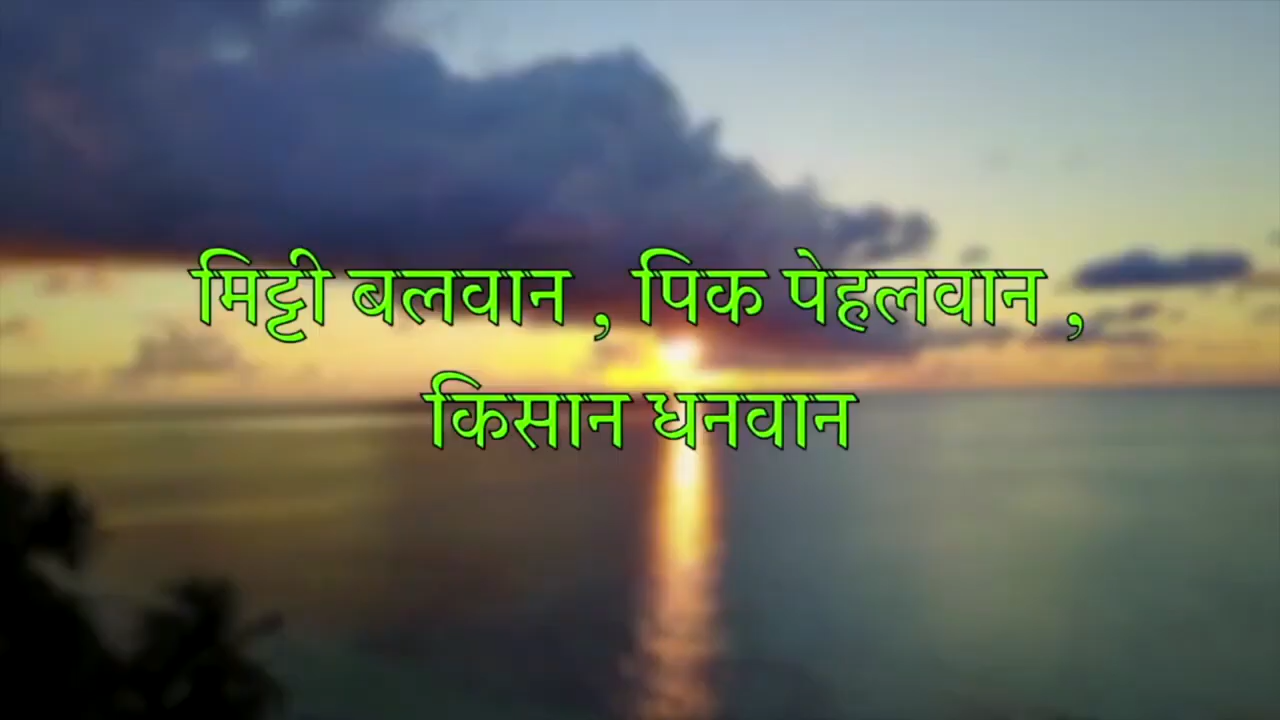 मिट्टी बलवान , पिक पेहलवान ,
किसान धनवान